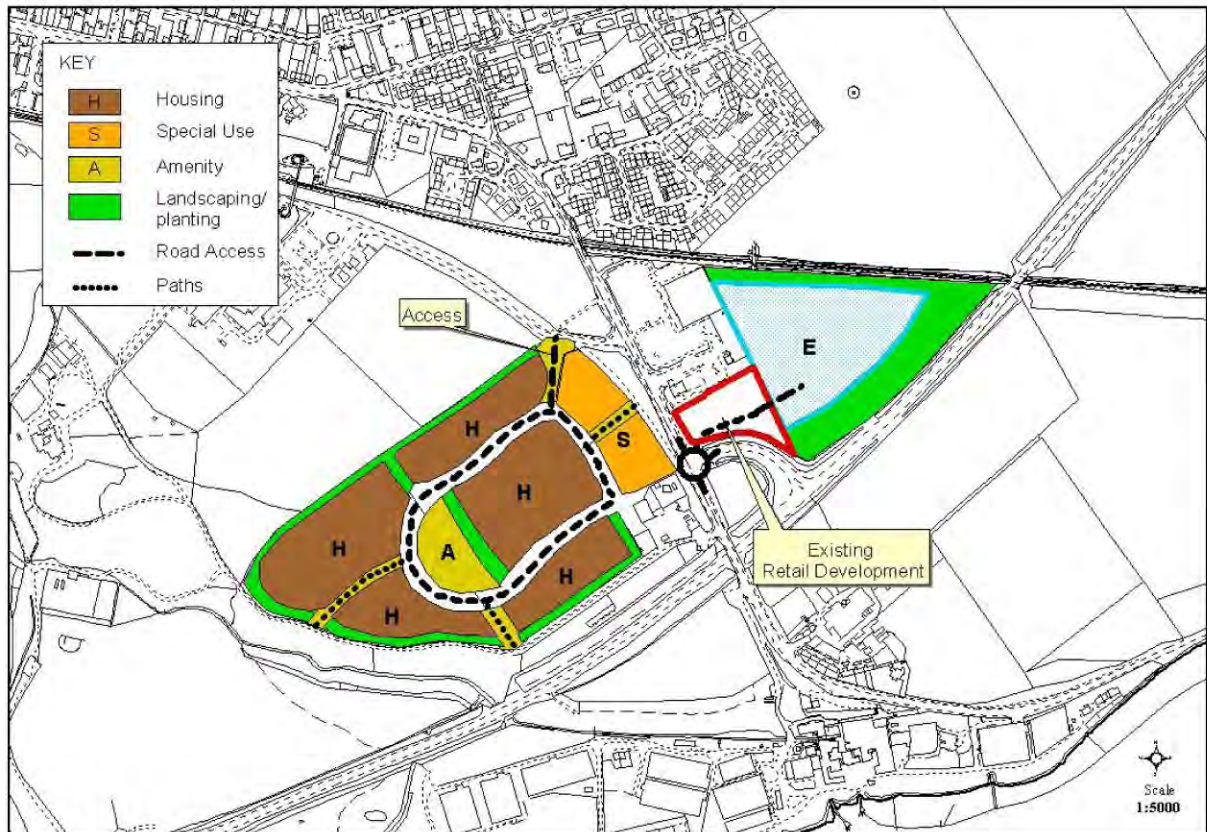 KEY
H Housing
S Special Use
A Amenity
Landscaping/
planting
Road Access
Paths
Access
E
H
S
H
H
A
H
H
Existing
Retail Development
Scale
1:5000